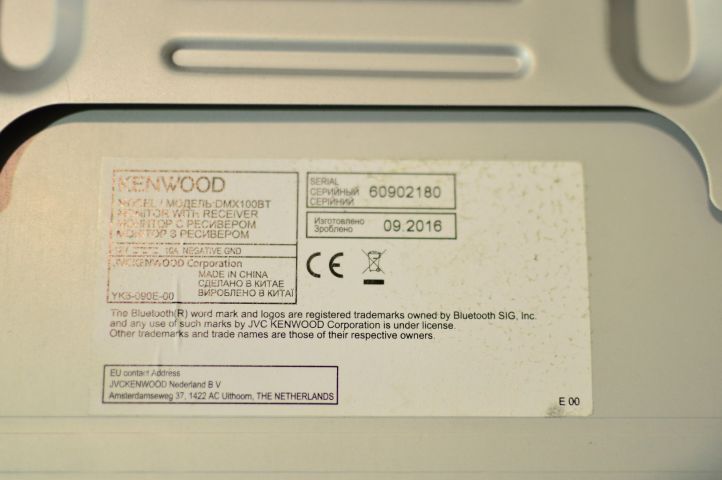 KENWOOD
MODEL / МОДЕЛЬ:DMX100BT
MONITOR WITH RECEIVER
МОНИТОР С РЕСИВЕРОМ
МОНІТОР З РЕСИВЕРОМ
10A NEGATIVE GND
JVCKENWOOD Corporation
MADE IN CHINA
СДЕЛАНО В КИТАЕ
ВИРОБЛЕНО В КИТАЇ
YK6-090E-00
SERIAL
СЕРИЙНЫЙ 60902180
СЕРІЙНИЙ
Изготовлено
Зроблено 09.2016
CE
The Bluetooth(R) word mark and logos are registered trademarks owned by Bluetooth SIG, Inc.
and any use of such marks by JVC KENWOOD Corporation is under license.
Other trademarks and trade names are those of their respective owners.
EU contact Address
JVCKENWOOD Nederland B V
Amsterdamseweg 37, 1422 AC Uithoorn, THE NETHERLANDS
E 00